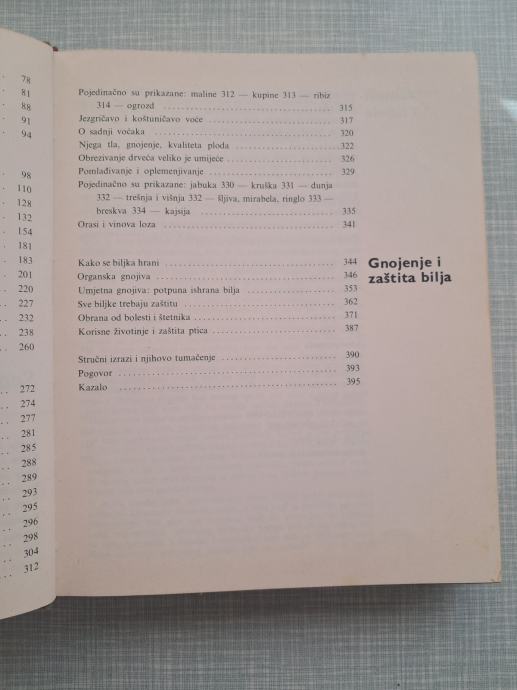 78
81
88
91
94
98
110
128
132
154
181
183
201
220
227
232
238
260
272
274
277
281
285
288
289
293
295
296
298
304
312
Pojedinačno su prikazane: maline 312 — kupine 313 — ribiz
314 — ogrozd 315
Jezgričavo i koštuničavo voće 317
O sadnji voćaka 320
Njega tla, gnojenje, kvaliteta ploda 322
Obrezivanje drveća veliko je umijeće 326
Pomlađivanje i oplemenjivanje 329
Pojedinačno su prikazane: jabuka 330 — kruška 331 — dunja
332 — trešnja i višnja 332 — šljiva, mirabela, ringlo 333 —
breskva 334 — kajsija 335
Orasi i vinova loza 341
Gnojenje i
zaštita bilja
Kako se biljka hrani 344
Organska gnojiva 346
Umjetna gnojiva: potpuna ishrana bilja 353
Sve biljke trebaju zaštitu 362
Obrana od bolesti i štetnika 371
Korisne životinje i zaštita ptica 387
Stručni izrazi i njihovo tumačenje 390
Pogovor 393
Kazalo 395